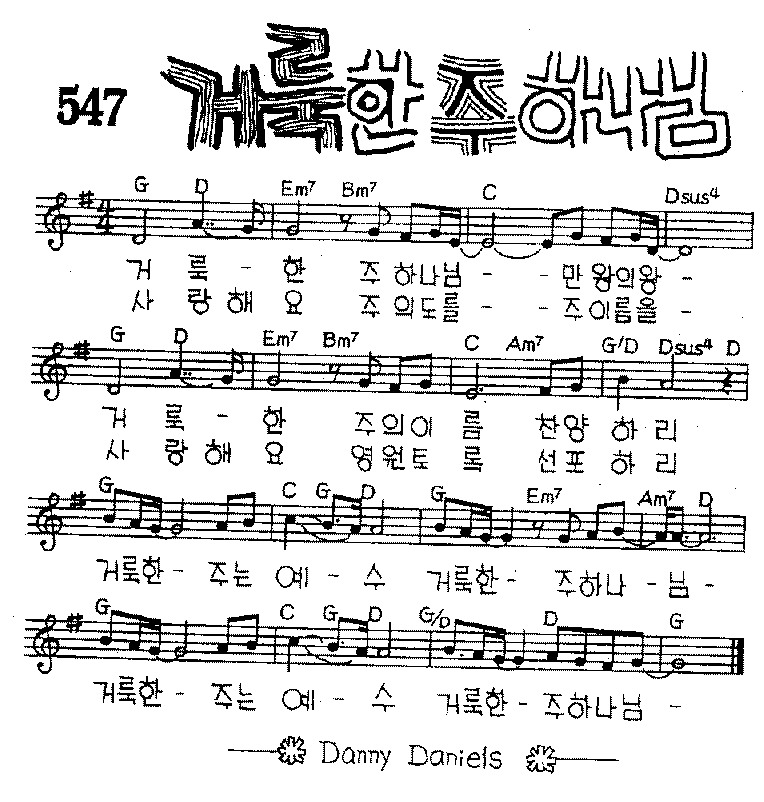 547 거룩한 주 하나님
G D Em7 Bm7 C Dsus4
4 4
거 룩 - 한 주 하나님 - - 만 왕의왕 -
사 랑해 요 주 의도를 - - 주이름을 -
G D Em7 Bm7 C Am7 G/D Dsus4 D
거 룩 - 한 주의이 름 찬양 하 리
사 랑 해 요 영원토 록 선포 하 리
G C G D G Em7 Am7 D
거룩한 - 주는 예 - 수 거룩한 - 주하나 - 님 -
G C G D G/D D G
거룩한 - 주는 예 - 수 거룩한 - 주하나님 -
Danny Daniels